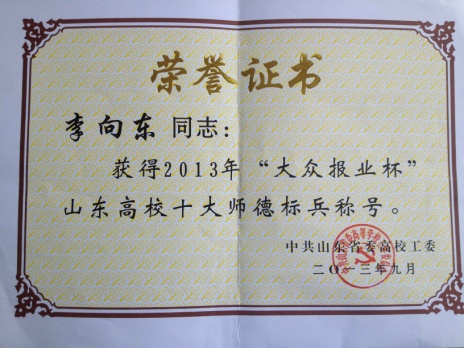 荣誉证书
李向东 同志：
获得2013年“大众报业杯”
山东高校十大师德标兵称号。
中共山东省委高校工委
二〇一三年九月